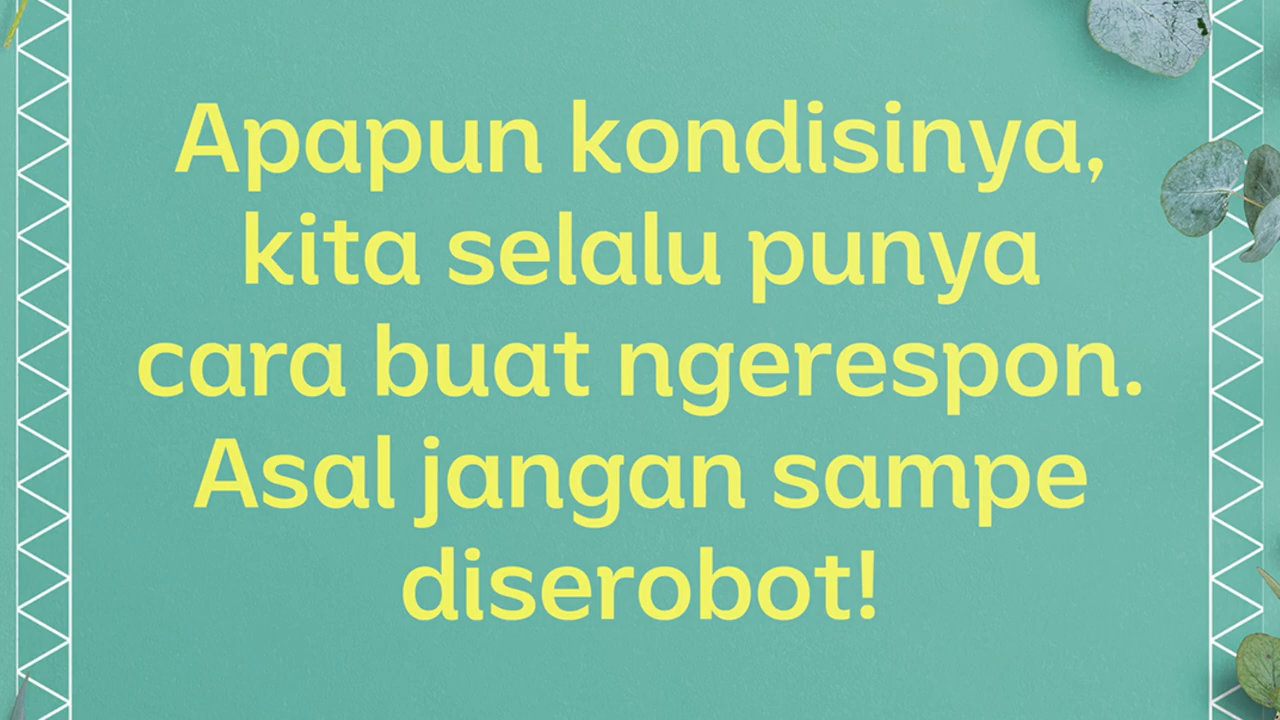 Apapun kondisinya,
kita selalu punya
cara buat ngerespon.
Asal jangan sampe
diserobot!